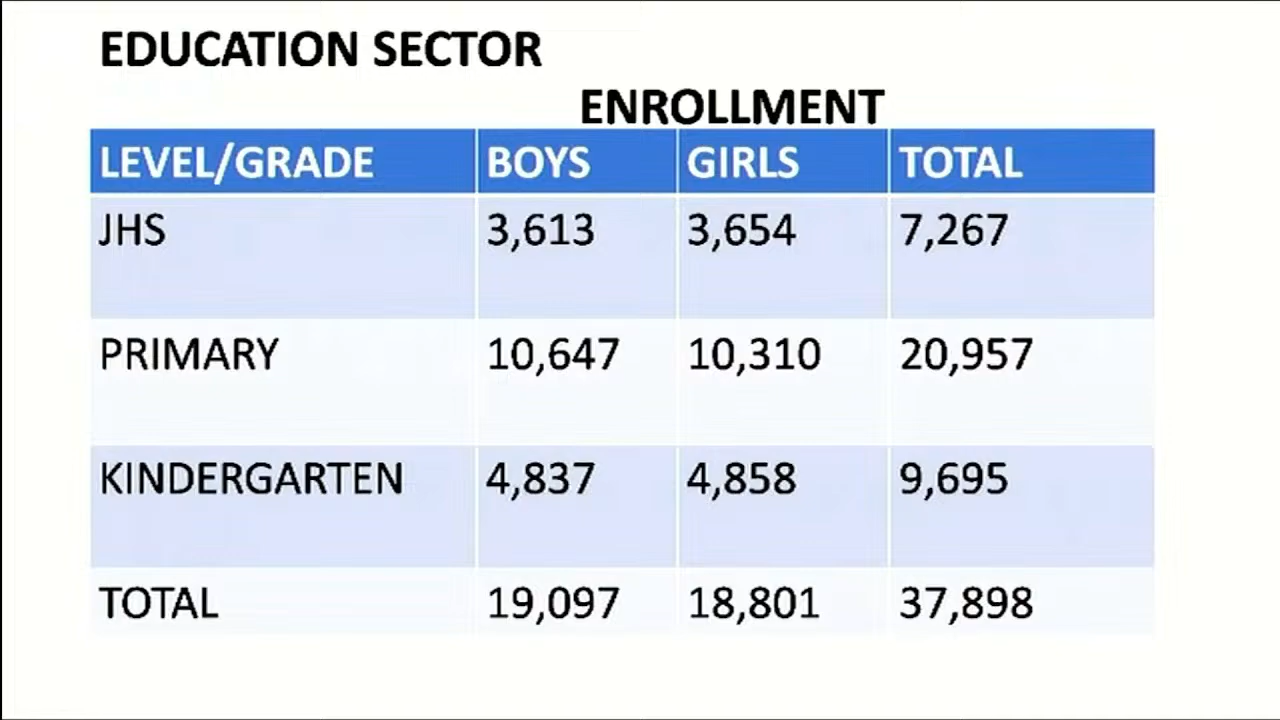 EDUCATION SECTOR
ENROLLMENT
LEVEL/GRADE BOYS GIRLS TOTAL
JHS 3,613 3,654 7,267
PRIMARY 10,647 10,310 20,957
KINDERGARTEN 4,837 4,858 9,695
TOTAL 19,097 18,801 37,898